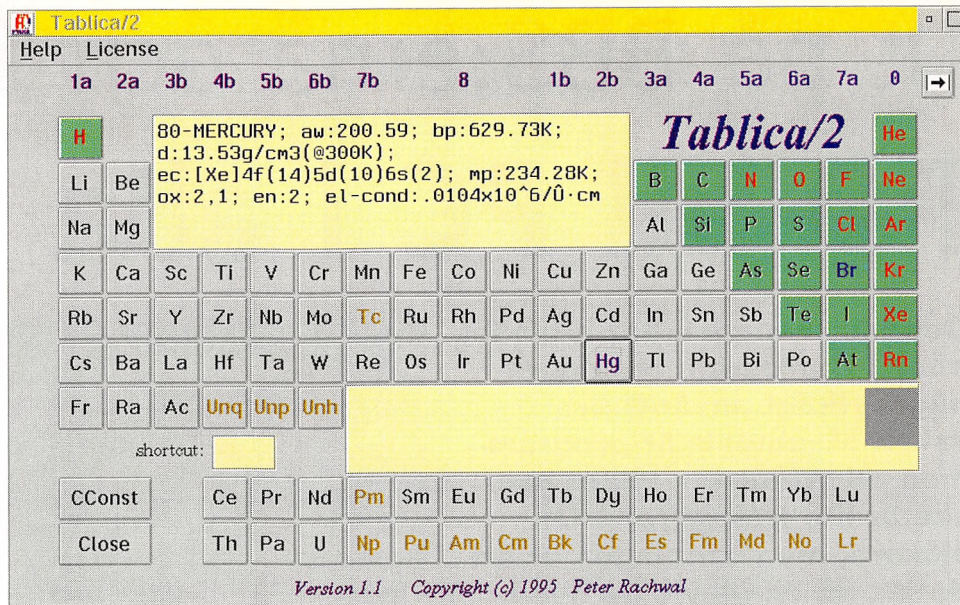 Tablica/2
Help License
1a 2a 3b 4b 5b 6b 7b 8 1b 2b 3a 4a 5a 6a 7a 0
80-MERCURY; aw:200.59; bp:629.73K;
d:13.53g/cm3(@300K);
ec:[Xe]4f(14)5d(10)6s(2); mp:234.28K;
ox:2,1; en:2; el-cond:.0104x10^6/Û·cm
Tablica/2
H He
Li Be B C N O F Ne
Na Mg Al Si P S Cl Ar
K Ca Sc Ti V Cr Mn Fe Co Ni Cu Zn Ga Ge As Se Br Kr
Rb Sr Y Zr Nb Mo Tc Ru Rh Pd Ag Cd In Sn Sb Te I Xe
Cs Ba La Hf Ta W Re Os Ir Pt Au Hg Tl Pb Bi Po At Rn
Fr Ra Ac Unq Unp Unh
shortcut:
CConst Ce Pr Nd Pm Sm Eu Gd Tb Dy Ho Er Tm Yb Lu
Close Th Pa U Np Pu Am Cm Bk Cf Es Fm Md No Lr
Version 1.1 Copyright (c) 1995 Peter Rachwal